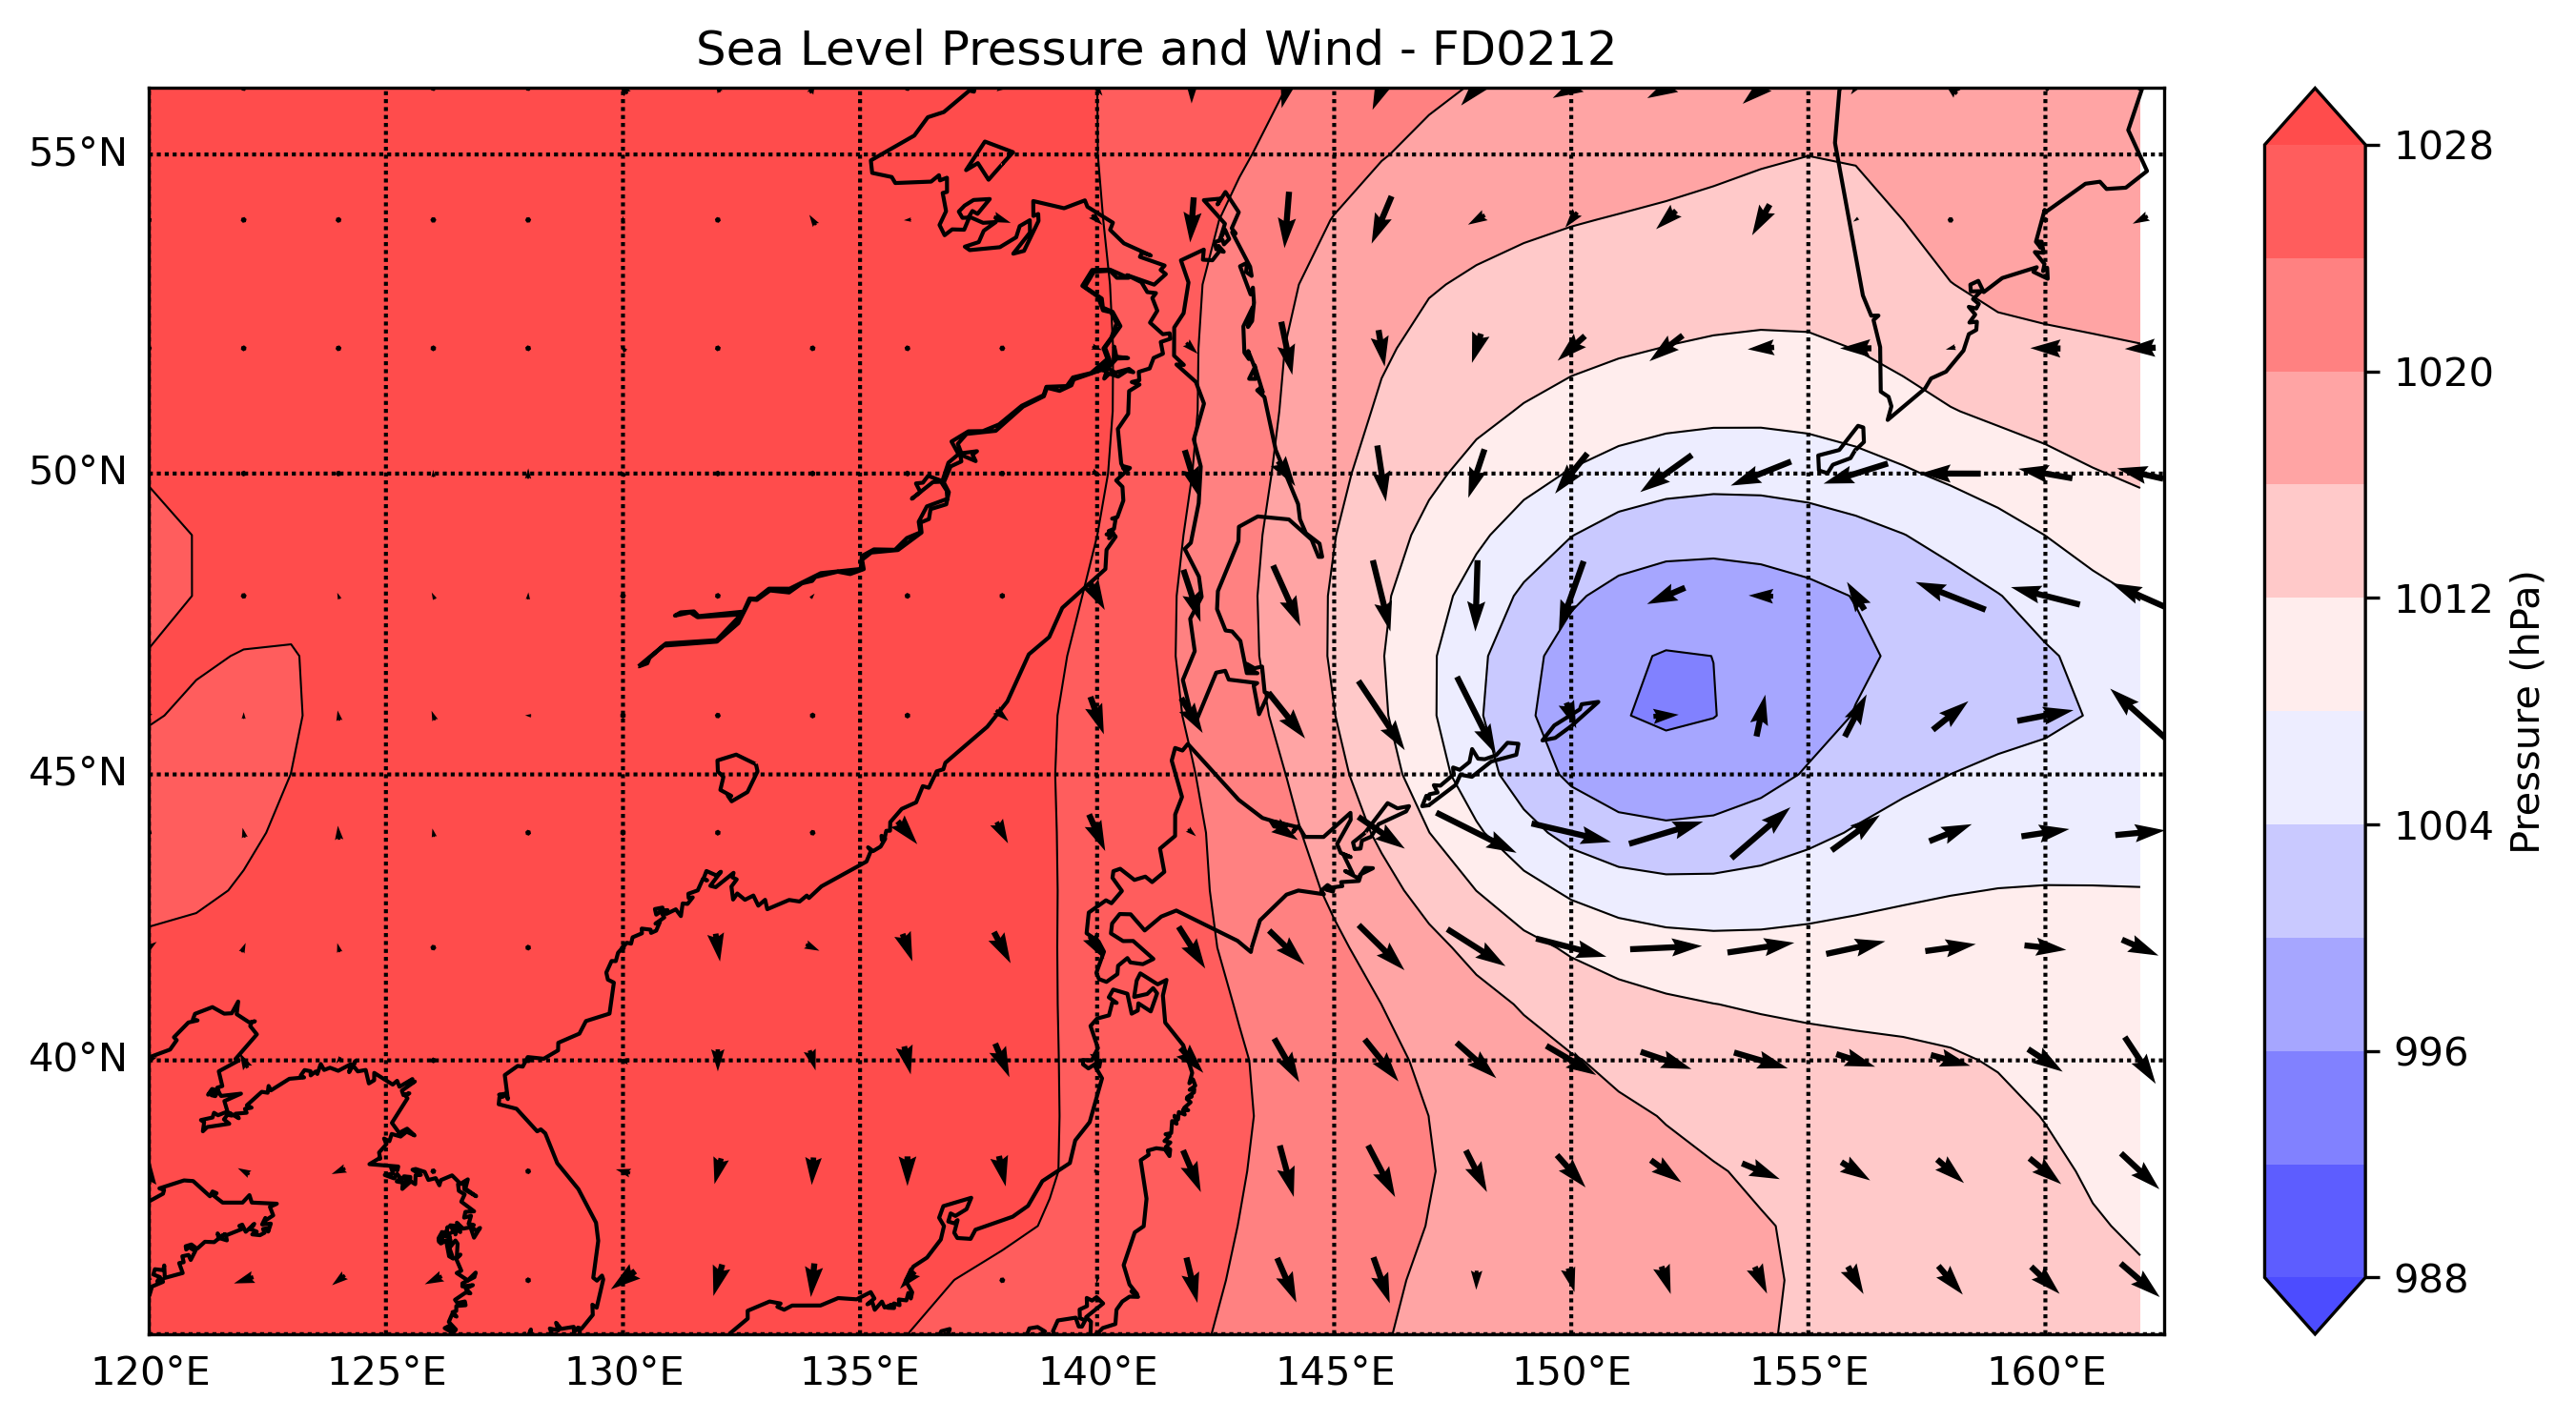 Sea Level Pressure and Wind - FD0212
55°N
50°N
45°N
40°N
120°E 125°E 130°E 135°E 140°E 145°E 150°E 155°E 160°E
1028
1020
1012
1004
996
988
Pressure (hPa)